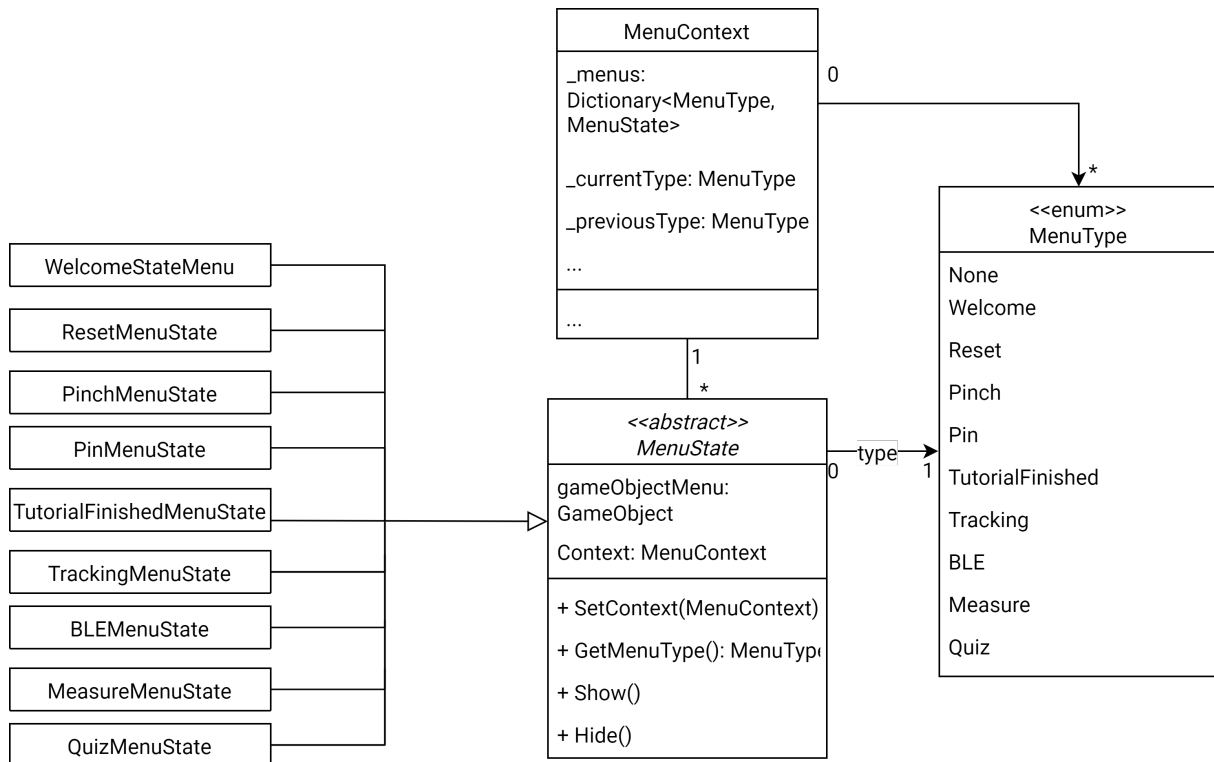 MenuContext
_menus:
Dictionary<MenuType,
MenuState>
_currentType: MenuType
_previousType: MenuType
...
...
0
*
<<enum>>
MenuType
None
Welcome
Reset
Pinch
Pin
TutorialFinished
Tracking
BLE
Measure
Quiz
1
*
<<abstract>>
MenuState
gameObjectMenu:
GameObject
Context: MenuContext
+ SetContext(MenuContext)
+ GetMenuType(): MenuType
+ Show()
+ Hide()
type
0
1
WelcomeStateMenu
ResetMenuState
PinchMenuState
PinMenuState
TutorialFinishedMenuState
TrackingMenuState
BLEMenuState
MeasureMenuState
QuizMenuState